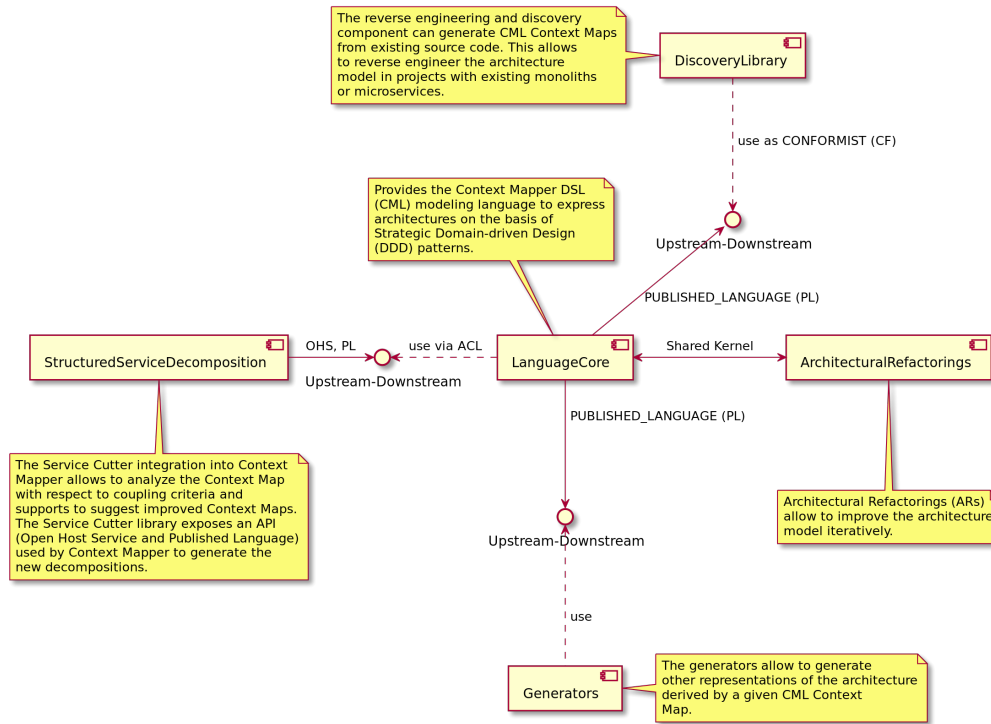 The reverse engineering and discovery
component can generate CML Context Maps
from existing source code. This allows
to reverse engineer the architecture
model in projects with existing monoliths
or microservices.
DiscoveryLibrary
use as CONFORMIST (CF)
Provides the Context Mapper DSL
(CML) modeling language to express
architectures on the basis of
Strategic Domain-driven Design
(DDD) patterns.
Upstream-Downstream
PUBLISHED_LANGUAGE (PL)
StructuredServiceDecomposition
OHS, PL
Upstream-Downstream
use via ACL
LanguageCore
Shared Kernel
ArchitecturalRefactorings
PUBLISHED_LANGUAGE (PL)
The Service Cutter integration into Context
Mapper allows to analyze the Context Map
with respect to coupling criteria and
supports to suggest improved Context Maps.
The Service Cutter library exposes an API
(Open Host Service and Published Language)
used by Context Mapper to generate the
new decompositions.
Architectural Refactorings (ARs)
allow to improve the architecture
model iteratively.
Upstream-Downstream
use
Generators
The generators allow to generate
other representations of the architecture
derived by a given CML Context
Map.